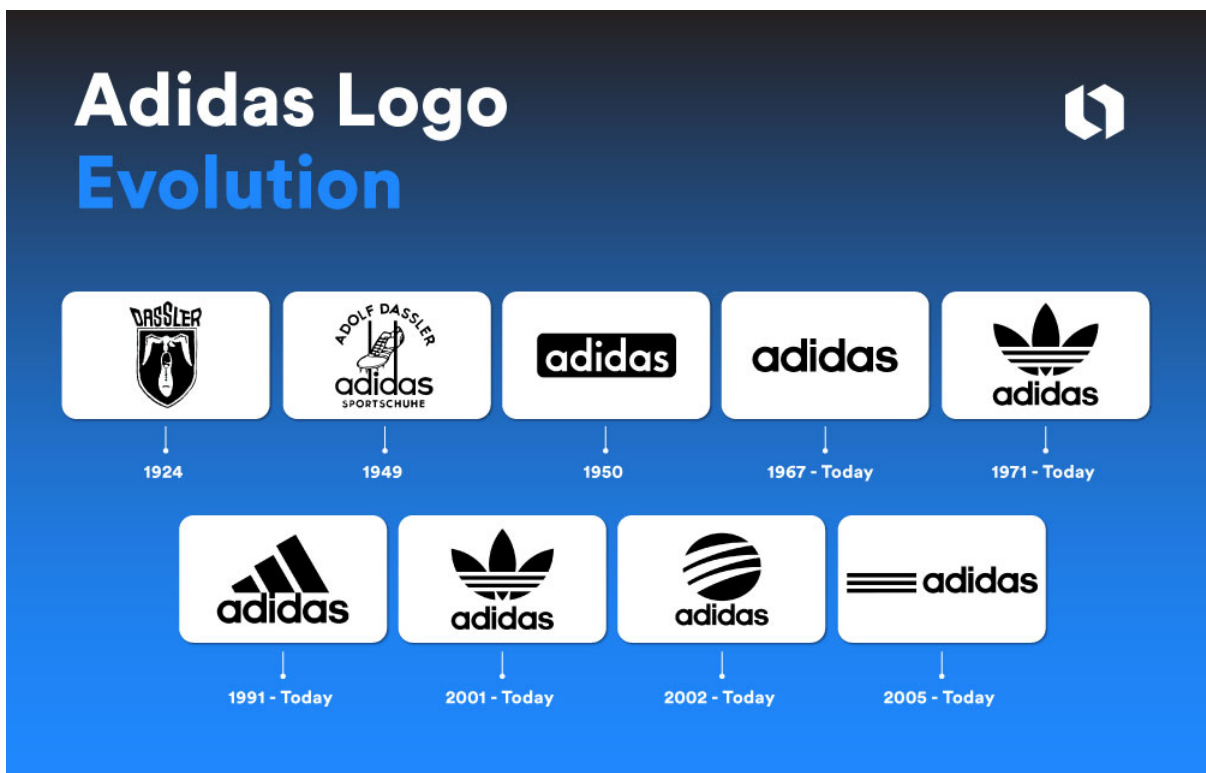 Adidas Logo
Evolution
DASSLER
ADOLF DASSLER
adidas
SPORTSCHUHE
adidas
adidas
adidas
1924
1949
1950
1967 - Today
1971 - Today
adidas
adidas
adidas
adidas
1991 - Today
2001 - Today
2002 - Today
2005 - Today